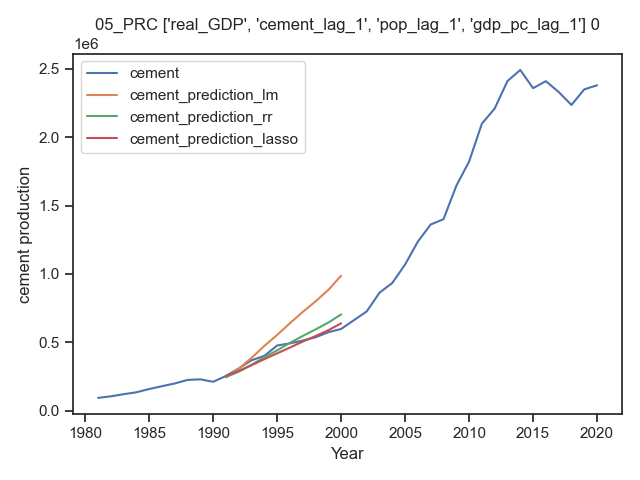 05_PRC ['real_GDP', 'cement_lag_1', 'pop_lag_1', 'gdp_pc_lag_1'] 0
1e6
cement
cement_prediction_lm
cement_prediction_rr
cement_prediction_lasso
2.5
2.0
1.5
1.0
0.5
0.0
cement production
1980 1985 1990 1995 2000 2005 2010 2015 2020
Year